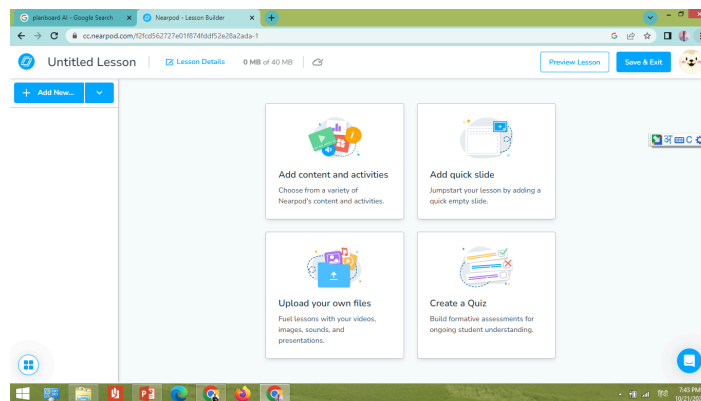 planboard AI - Google Search
Nearpod - Lesson Builder
cc.nearpod.com/f2fcd562727e01f874fddf52e28a2ada-1
Untitled Lesson
Lesson Details
0 MB of 40 MB
Preview Lesson
Save & Exit
+ Add New...
Add content and activities
Choose from a variety of
Nearpod's content and activities.
Add quick slide
Jumpstart your lesson by adding a
quick empty slide.
अ
C
Upload your own files
Fuel lessons with your videos,
images, sounds, and
presentations.
Create a Quiz
Build formative assessments for
ongoing student understanding.
7:43 PM
10/21/20